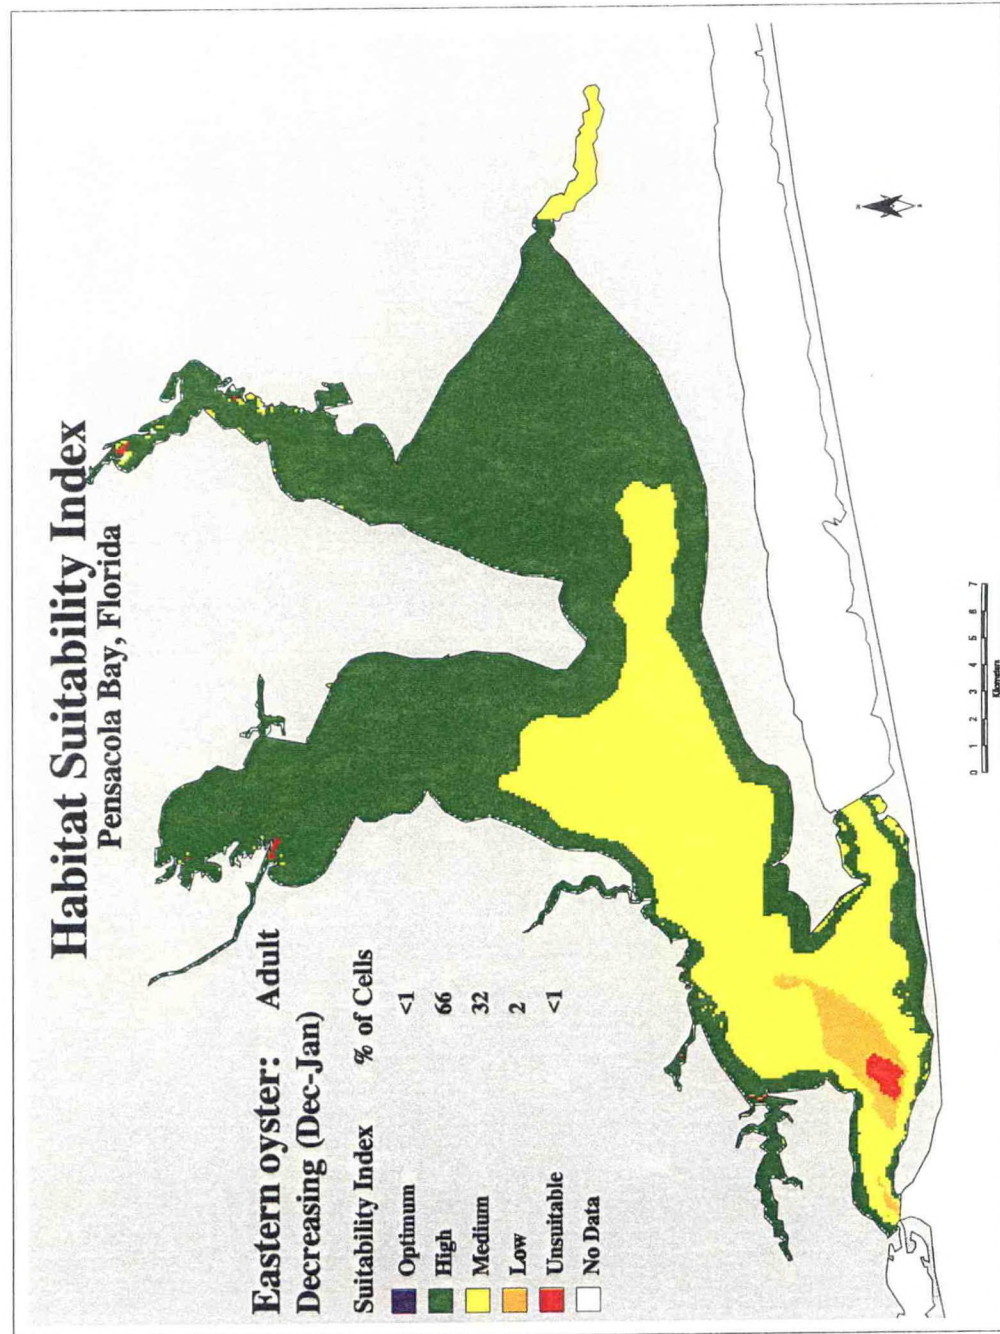 Habitat Suitability Index
Pensacola Bay, Florida
Eastern oyster: Adult
Decreasing (Dec-Jan)
Suitability Index % of Cells
Optimum <1
High 66
Medium 32
Low 2
Unsuitable <1
No Data
0 1 2 3 4 5 6 7
Kilometers